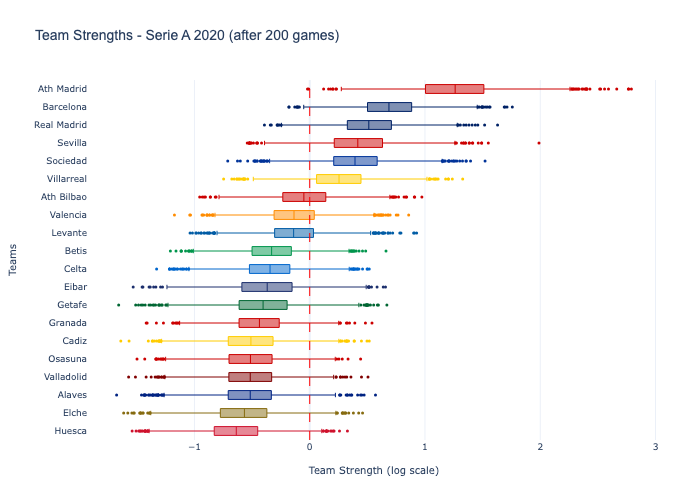 Team Strengths - Serie A 2020 (after 200 games)
Ath Madrid
Barcelona
Real Madrid
Sevilla
Sociedad
Villarreal
Ath Bilbao
Valencia
Levante
Betis
Celta
Eibar
Getafe
Granada
Cadiz
Osasuna
Valladolid
Alaves
Elche
Huesca
Teams
−1 0 1 2 3
Team Strength (log scale)